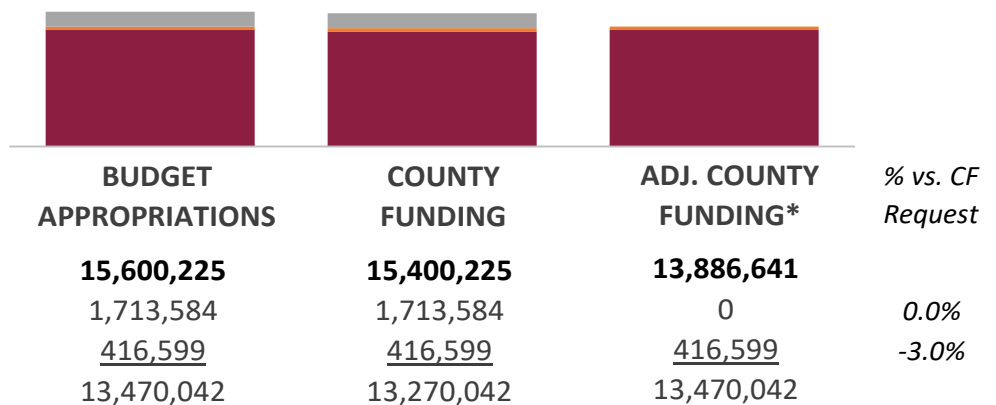 BUDGET COUNTY ADJ. COUNTY % vs. CF
APPROPRIATIONS FUNDING FUNDING* Request
15,600,225 15,400,225 13,886,641
1,713,584 1,713,584 0 0.0%
416,599 416,599 416,599 -3.0%
13,470,042 13,270,042 13,470,042